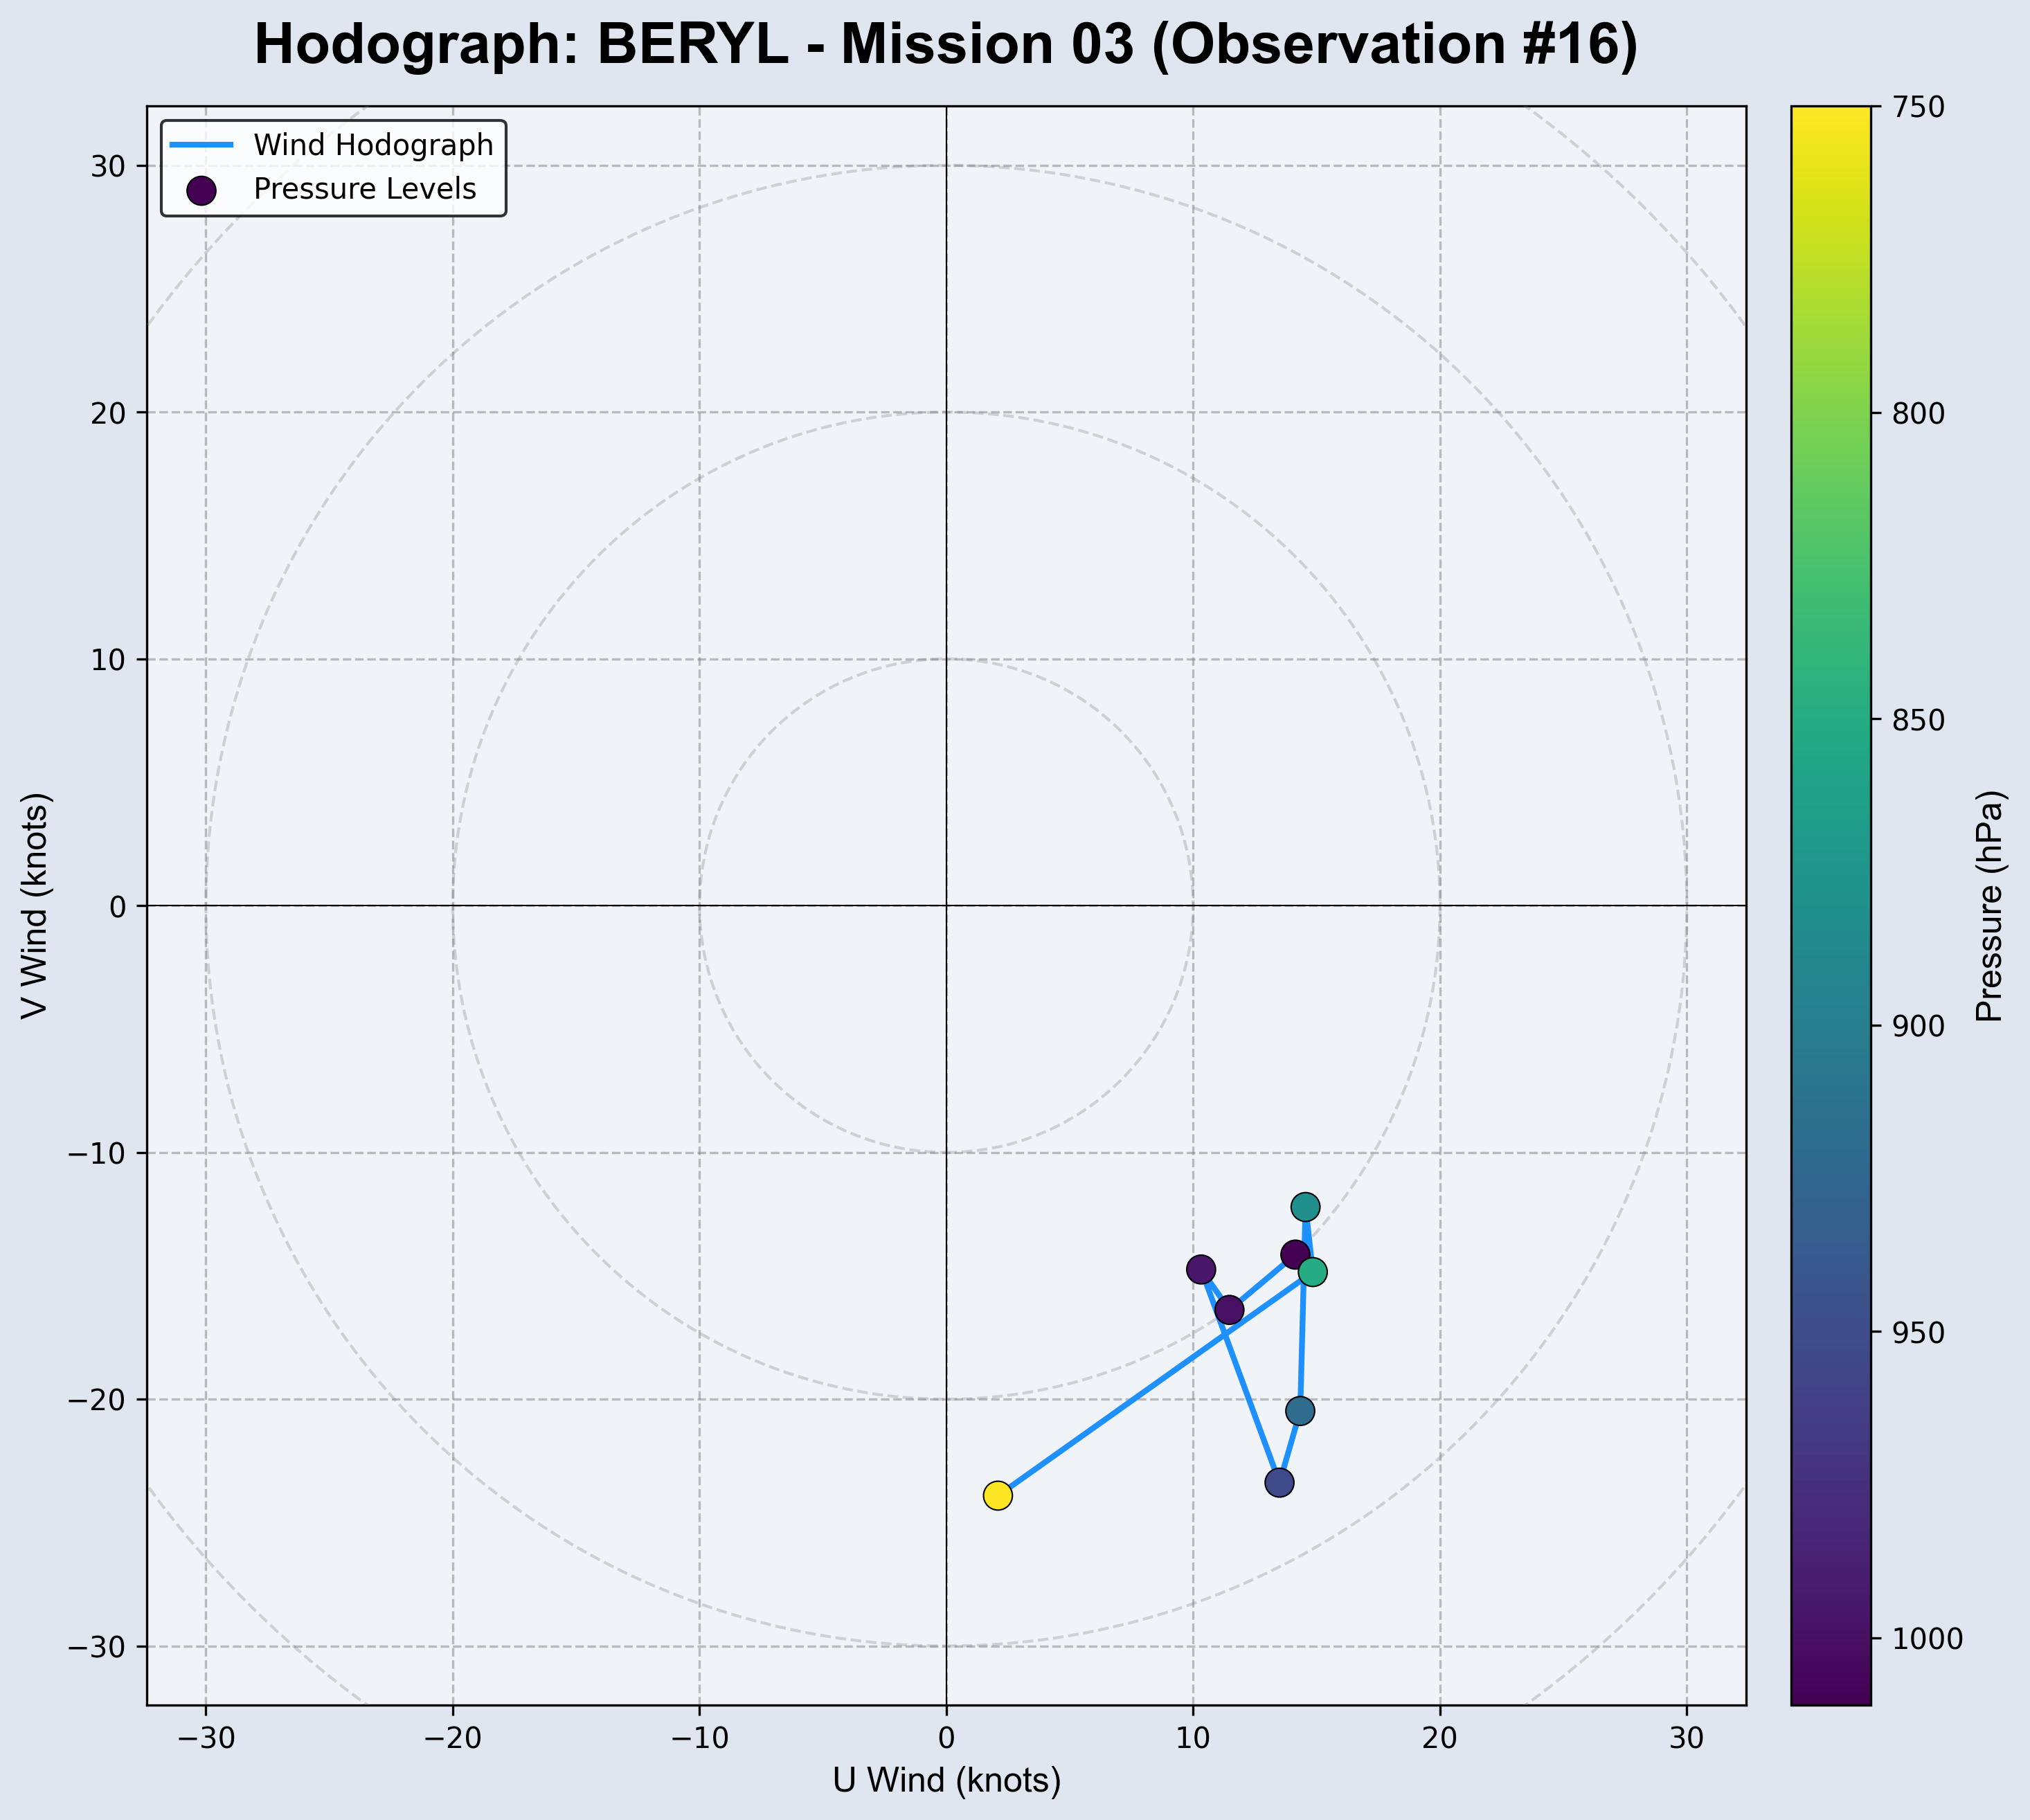 Hodograph: BERYL - Mission 03 (Observation #16)
Wind Hodograph
Pressure Levels
30
20
10
0
−10
−20
−30
V Wind (knots)
−30 −20 −10 0 10 20 30
U Wind (knots)
750
800
850
900
950
1000
Pressure (hPa)